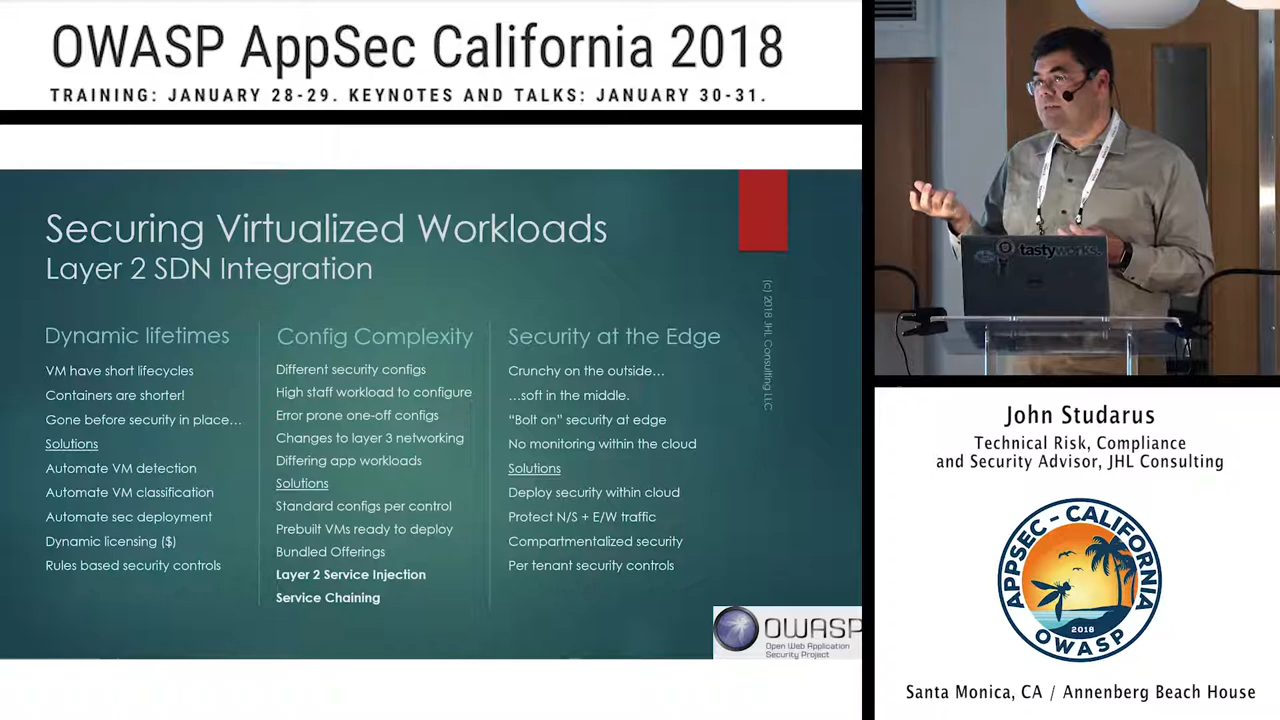 OWASP AppSec California 2018
TRAINING: JANUARY 28-29. KEYNOTES AND TALKS: JANUARY 30-31.
Securing Virtualized Workloads
Layer 2 SDN Integration
Dynamic lifetimes
VM have short lifecycles
Containers are shorter!
Gone before security in place...
Solutions
Automate VM detection
Automate VM classification
Automate sec deployment
Dynamic licensing ($)
Rules based security controls
Config Complexity
Different security configs
High staff workload to configure
Error prone one-off configs
Changes to layer 3 networking
Differing app workloads
Solutions
Standard configs per control
Prebuilt VMs ready to deploy
Bundled Offerings
Layer 2 Service Injection
Service Chaining
Security at the Edge
Crunchy on the outside...
...soft in the middle.
“Bolt on” security at edge
No monitoring within the cloud
Solutions
Deploy security within cloud
Protect N/S + E/W traffic
Compartmentalized security
Per tenant security controls
(c) 2018 JHL Consulting LLC
OWASP
Open Web Application
Security Project
tastyworks.
John Studarus
Technical Risk, Compliance
and Security Advisor, JHL Consulting
APPSEC - CALIFORNIA
2018
OWASP
Santa Monica, CA / Annenberg Beach House